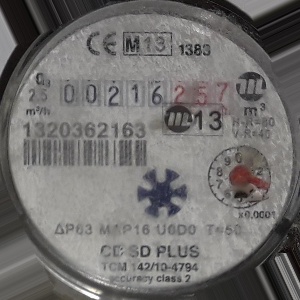 CE M13 1383
Q3
2.5
m³/h
00216257
m³
M13
H-R=80
V-R=40
1320362163
x0.0001
ΔP63 MAP16 U0D0 T=50
CD SD PLUS
TCM 142/10-4794
accuracy class 2